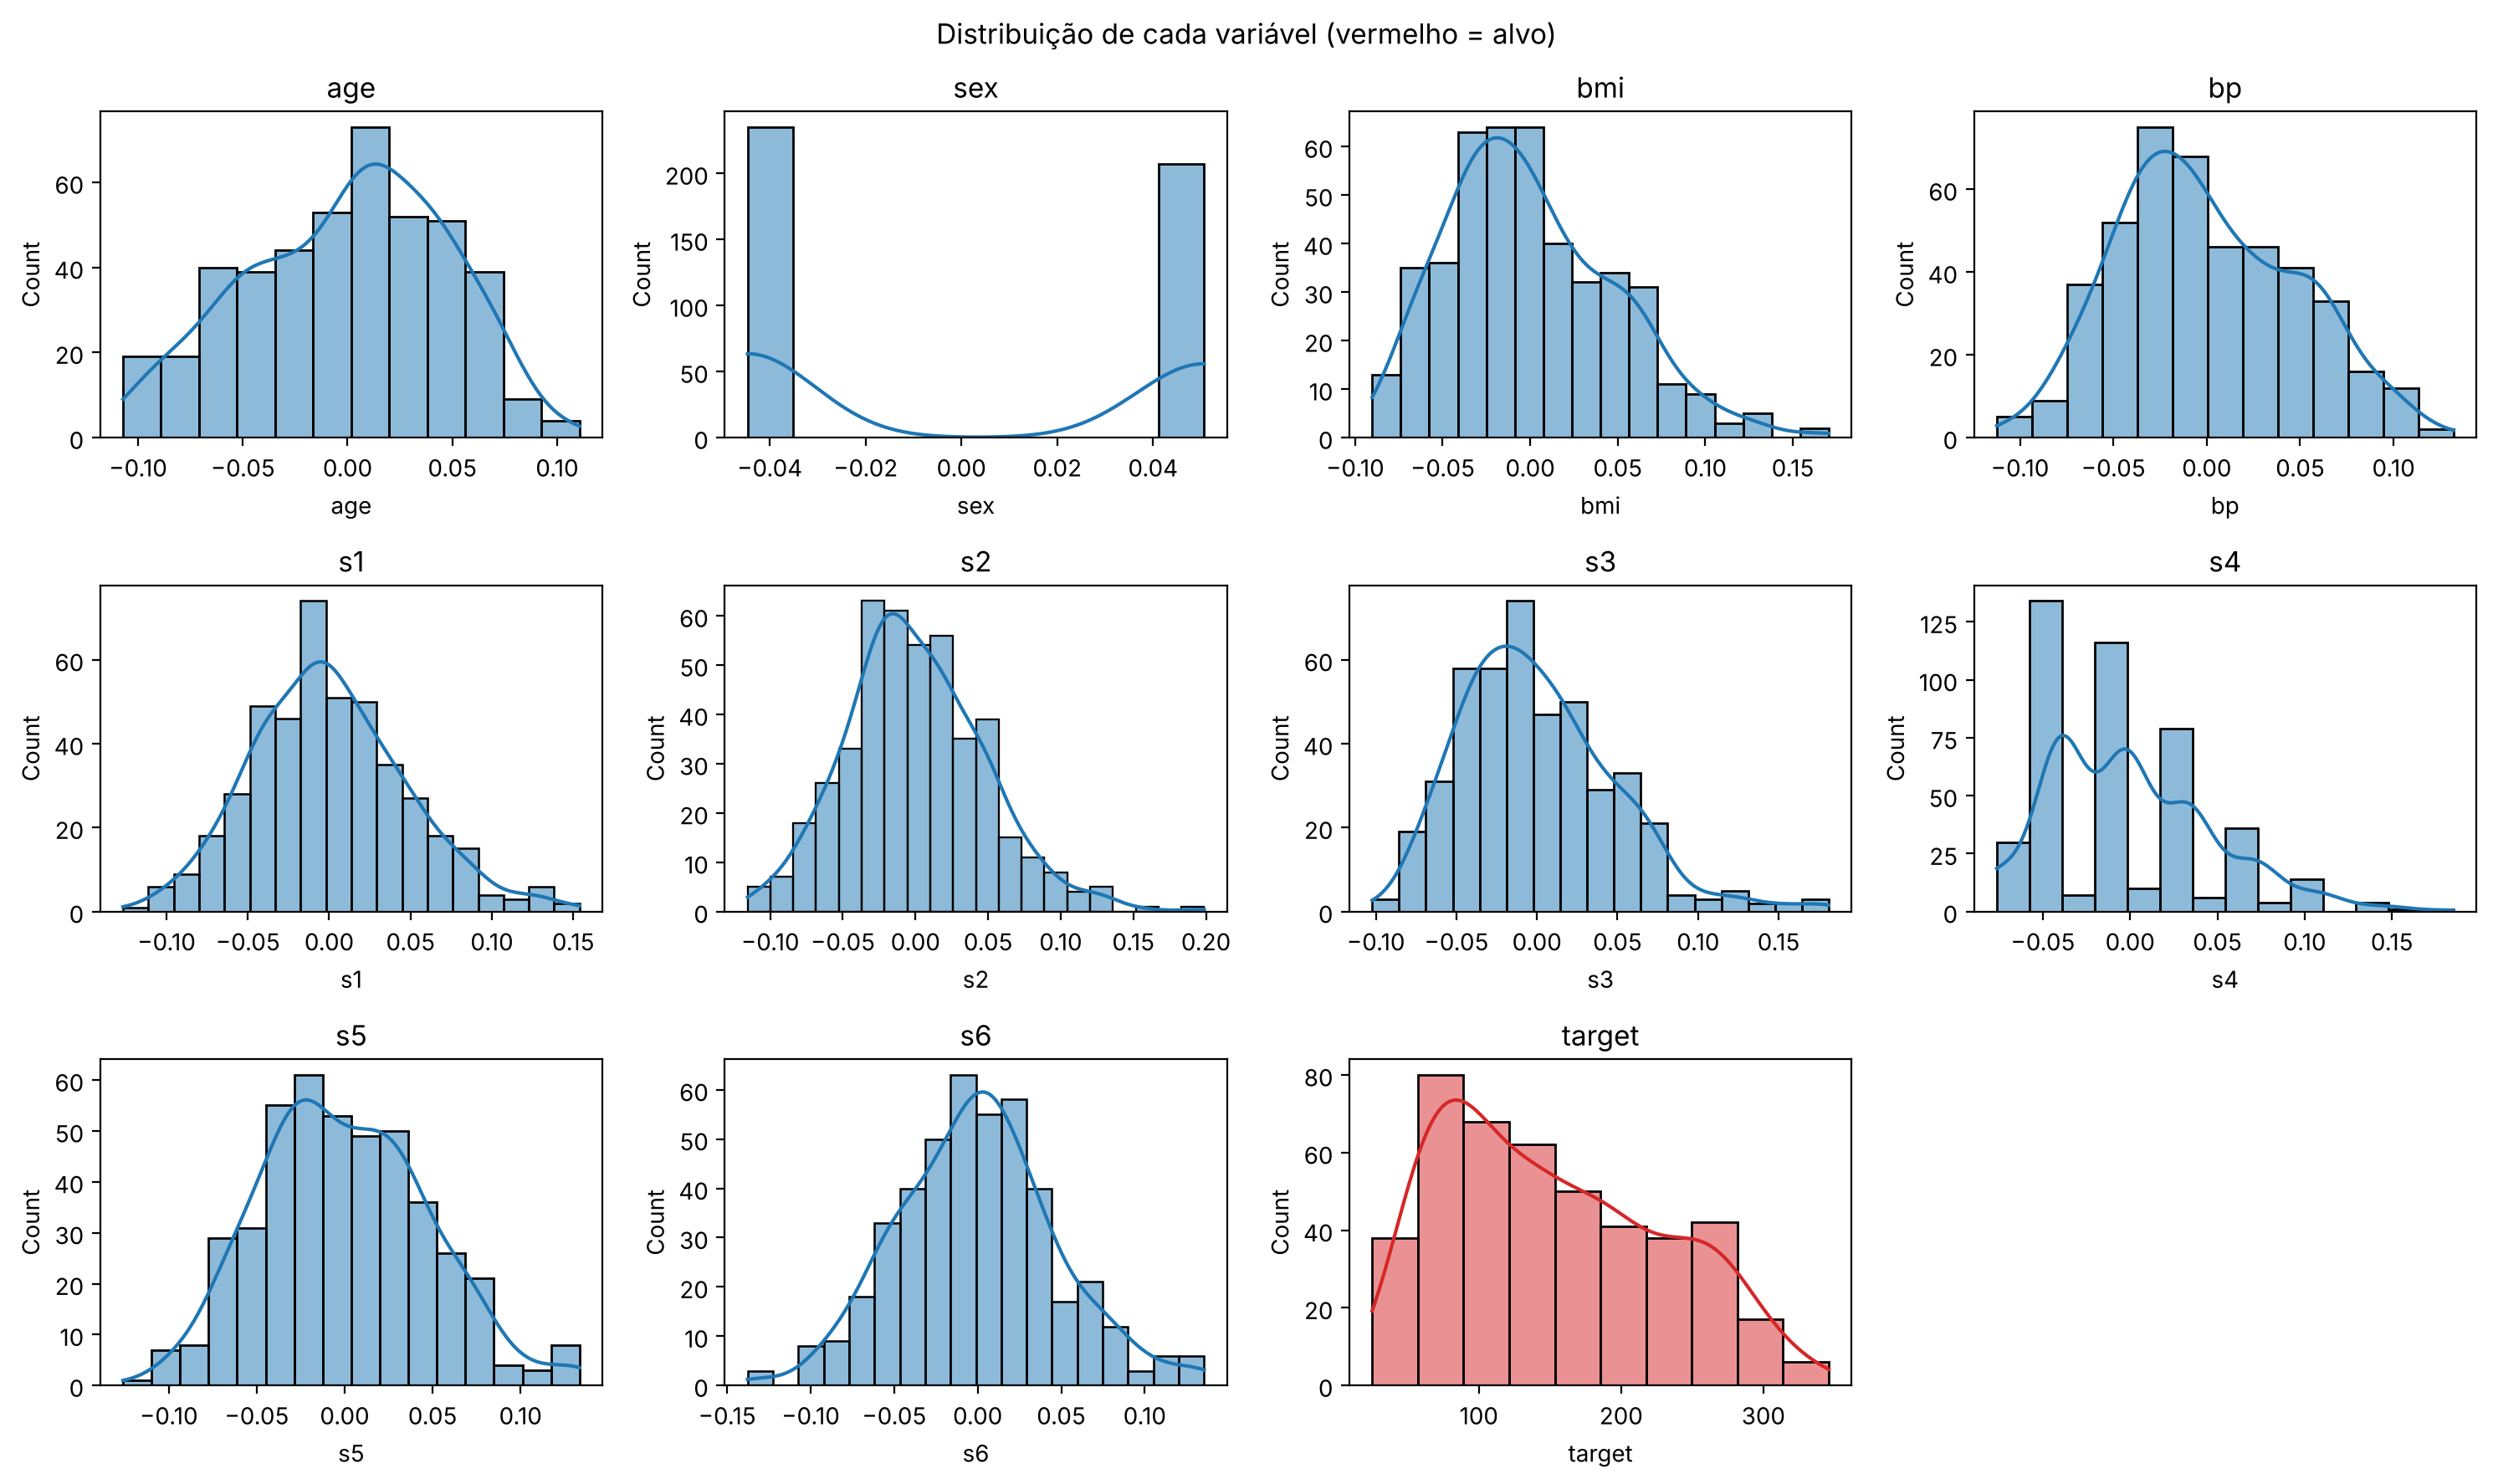 Distribuição de cada variável (vermelho = alvo)
age
sex
bmi
bp
Count
60
40
20
0
−0.10 −0.05 0.00 0.05 0.10
age
Count
200
150
100
50
0
−0.04 −0.02 0.00 0.02 0.04
sex
Count
60
50
40
30
20
10
0
−0.10 −0.05 0.00 0.05 0.10 0.15
bmi
Count
60
40
20
0
−0.10 −0.05 0.00 0.05 0.10
bp
s1
s2
s3
s4
Count
60
40
20
0
−0.10 −0.05 0.00 0.05 0.10 0.15
s1
Count
60
50
40
30
20
10
0
−0.10 −0.05 0.00 0.05 0.10 0.15 0.20
s2
Count
60
40
20
0
−0.10 −0.05 0.00 0.05 0.10 0.15
s3
Count
125
100
75
50
25
0
−0.05 0.00 0.05 0.10 0.15
s4
s5
s6
target
Count
60
50
40
30
20
10
0
−0.10 −0.05 0.00 0.05 0.10
s5
Count
60
50
40
30
20
10
0
−0.15 −0.10 −0.05 0.00 0.05 0.10
s6
Count
80
60
40
20
0
100 200 300
target